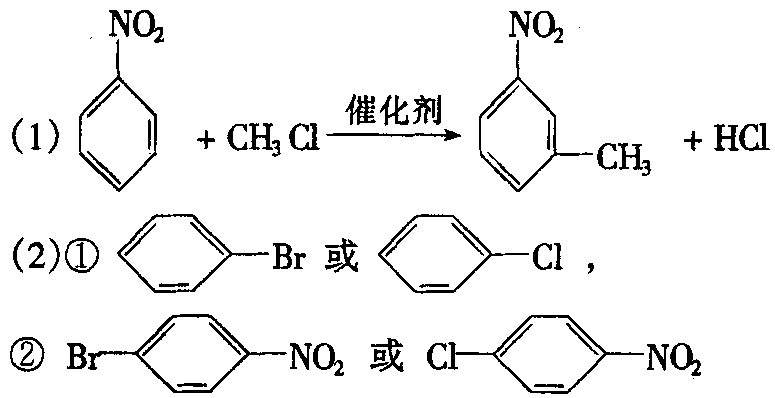 NO₂ NO₂
(1) + CH₃Cl 催化剂 CH₃ + HCl
(2)① Br 或 Cl ,
② Br NO₂ 或 Cl NO₂